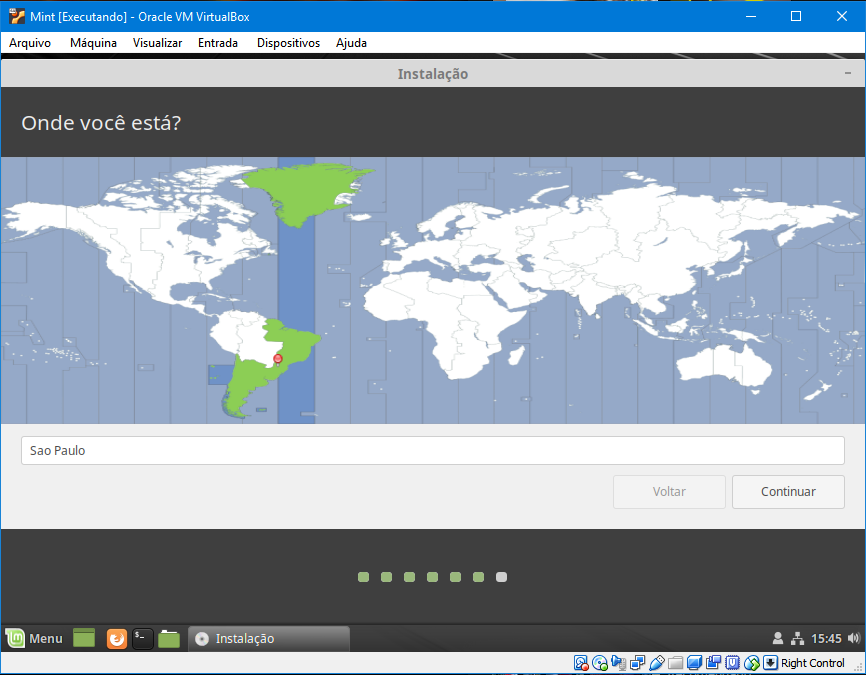 Mint [Executando] - Oracle VM VirtualBox
Arquivo Máquina Visualizar Entrada Dispositivos Ajuda
Instalação
Onde você está?
Sao Paulo
Voltar Continuar
Menu Instalação 15:45
Right Control